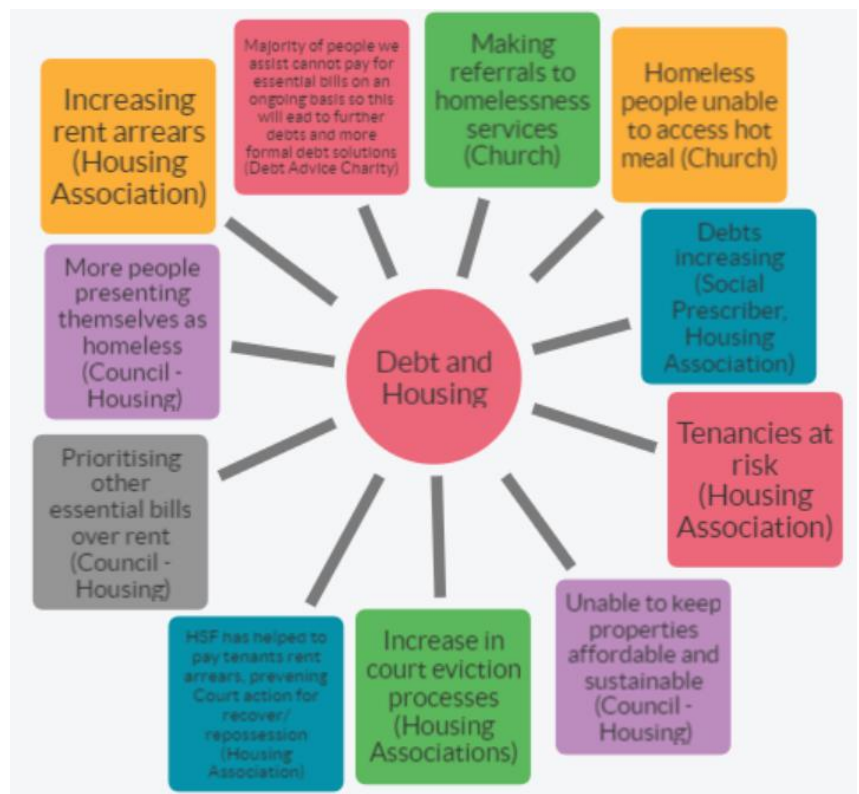 Increasing
rent arrears
(Housing
Association)
Majority of people we
assist cannot pay for
essential bills on an
ongoing basis so this
will ead to further
debts and more
formal debt solutions
(Debt Advice Charity)
Making
referrals to
homelessness
services
(Church)
Homeless
people unable
to access hot
meal (Church)
Debts
increasing
(Social
Prescriber,
Housing
Association)
Tenancies at
risk
(Housing
Association)
Unable to keep
properties
affordable and
sustainable
(Council -
Housing)
Increase in
court eviction
processes
(Housing
Associations)
HSF has helped to
pay tenants rent
arrears, prevening
Court action for
recover/
repossession
(Housing
Association)
Prioritising
other
essential bills
over rent
(Council -
Housing)
More people
presenting
themselves as
homeless
(Council -
Housing)
Debt and
Housing